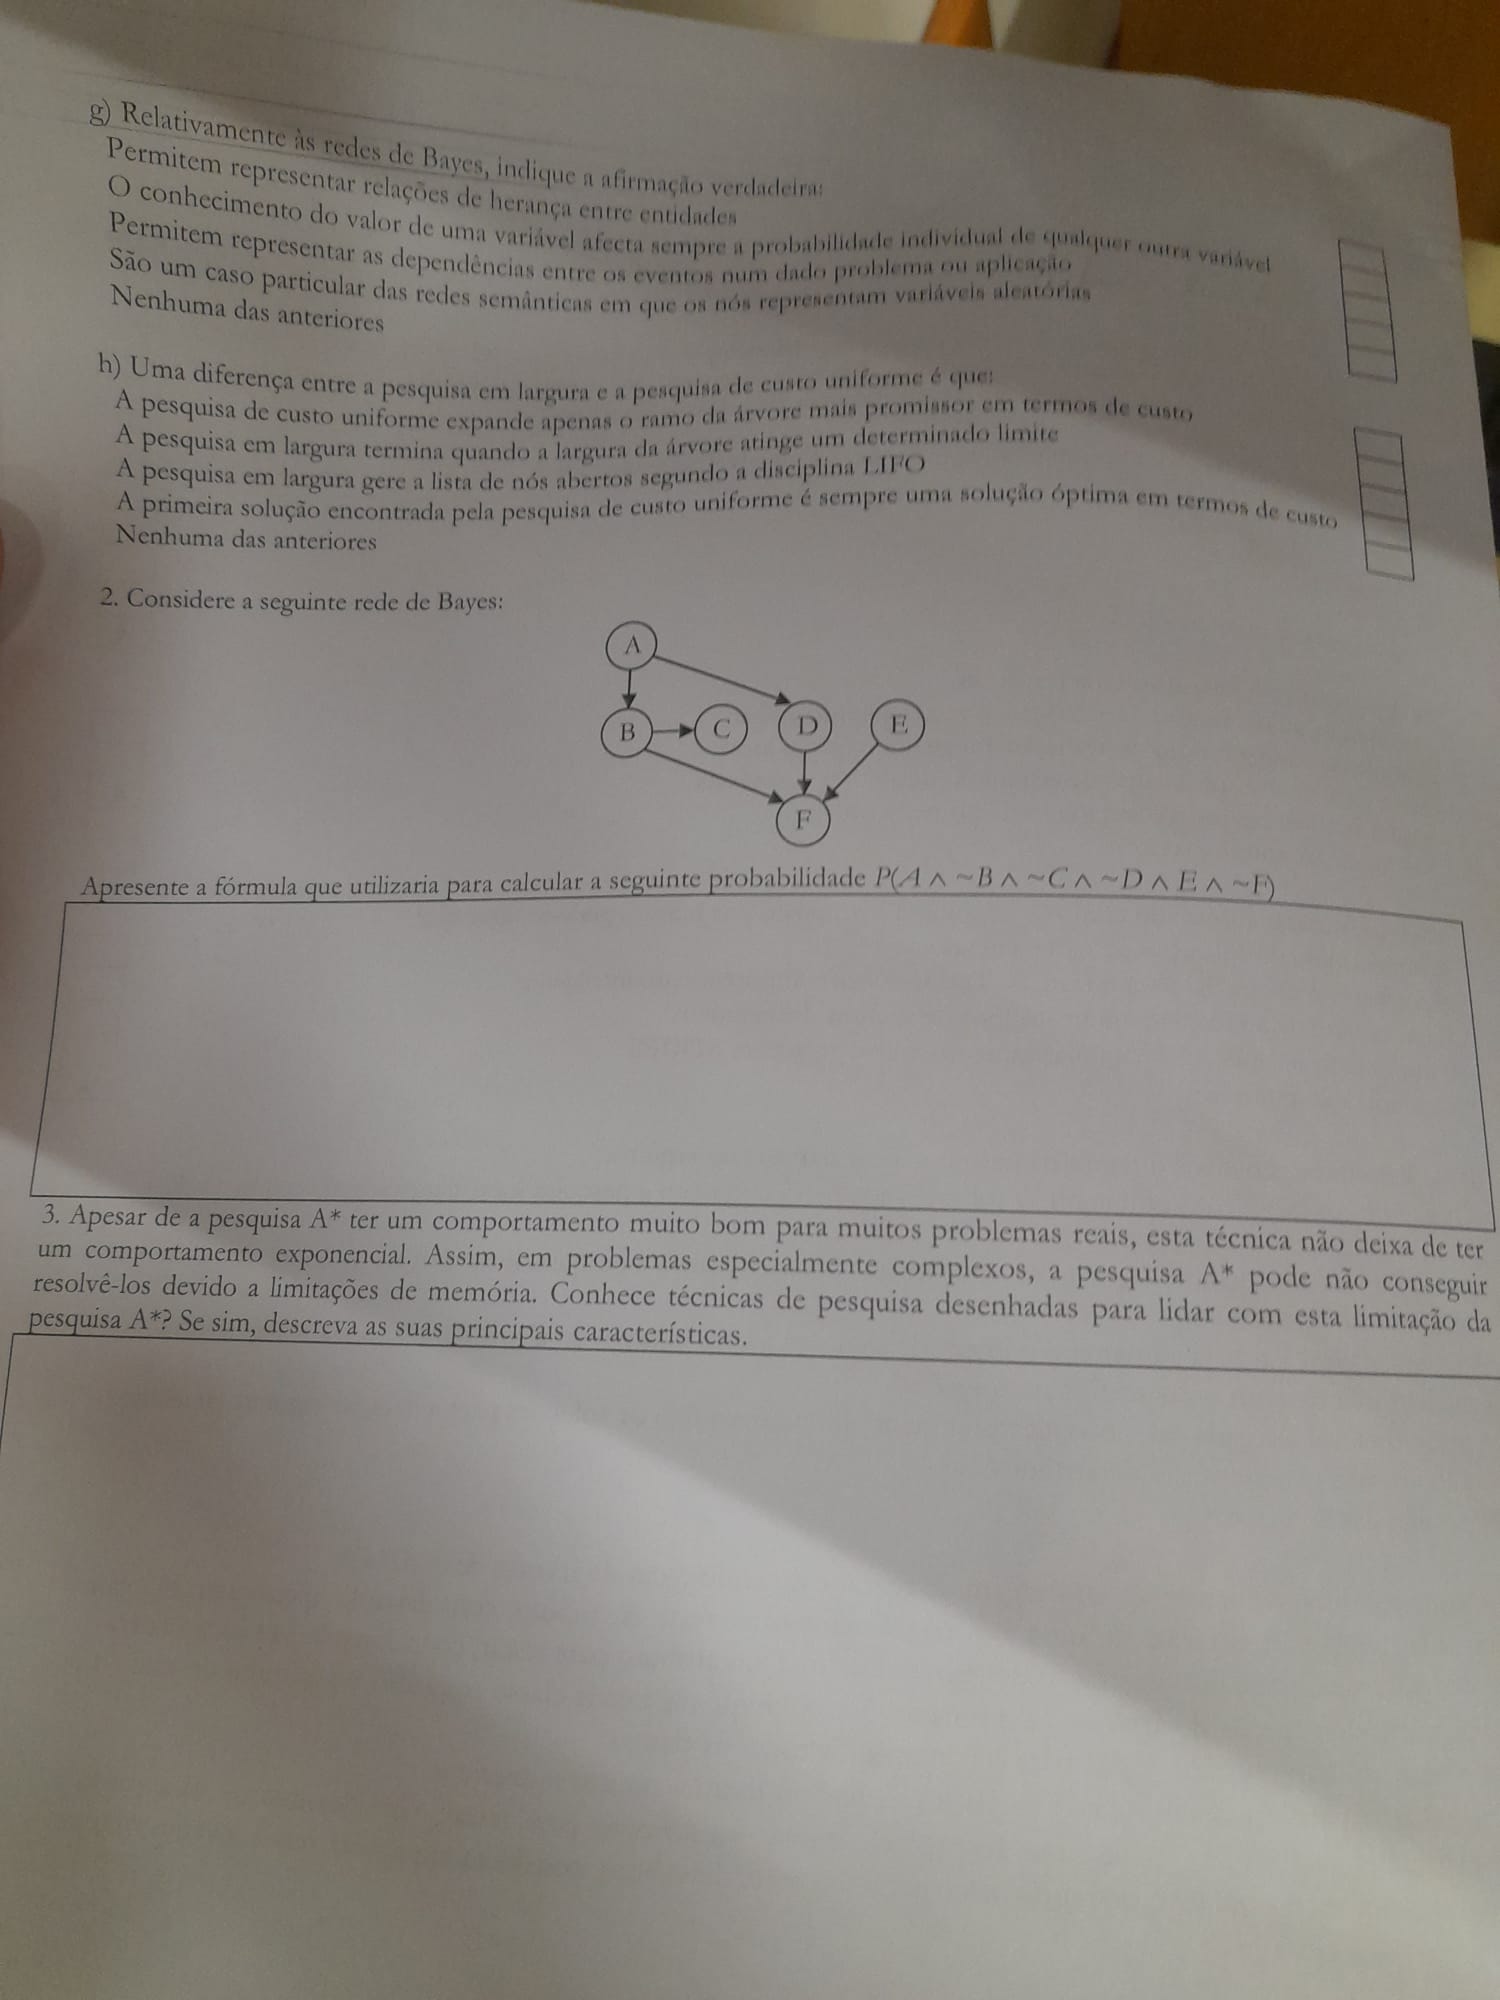 g) Relativamente às redes de Bayes, indique a afirmação verdadeira:
Permitem representar relações de herança entre entidades
O conhecimento do valor de uma variável afecta sempre a probabilidade individual de qualquer outra variável
Permitem representar as dependências entre os eventos num dado problema ou aplicação
São um caso particular das redes semânticas em que os nós representam variáveis aleatórias
Nenhuma das anteriores
h) Uma diferença entre a pesquisa em largura e a pesquisa de custo uniforme é que:
A pesquisa de custo uniforme expande apenas o ramo da árvore mais promissor em termos de custo
A pesquisa em largura termina quando a largura da árvore atinge um determinado limite
A pesquisa em largura gere a lista de nós abertos segundo a disciplina LIFO
A primeira solução encontrada pela pesquisa de custo uniforme é sempre uma solução óptima em termos de custo
Nenhuma das anteriores
2. Considere a seguinte rede de Bayes:
A
B C D E
F
Apresente a fórmula que utilizaria para calcular a seguinte probabilidade P(A ∧ ~B ∧ ~C ∧ ~D ∧ E ∧ ~F)
3. Apesar de a pesquisa A* ter um comportamento muito bom para muitos problemas reais, esta técnica não deixa de ter
um comportamento exponencial. Assim, em problemas especialmente complexos, a pesquisa A* pode não conseguir
resolvê-los devido a limitações de memória. Conhece técnicas de pesquisa desenhadas para lidar com esta limitação da
pesquisa A*? Se sim, descreva as suas principais características.